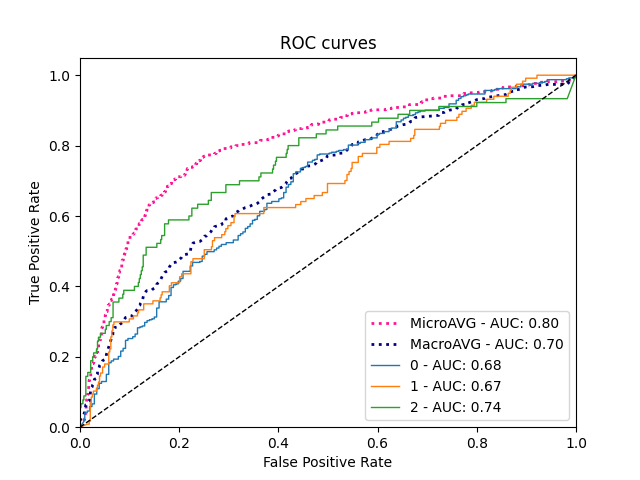 ROC curves
True Positive Rate
1.0
0.8
0.6
0.4
0.2
0.0
0.0 0.2 0.4 0.6 0.8 1.0
False Positive Rate
MicroAVG - AUC: 0.80
MacroAVG - AUC: 0.70
0 - AUC: 0.68
1 - AUC: 0.67
2 - AUC: 0.74